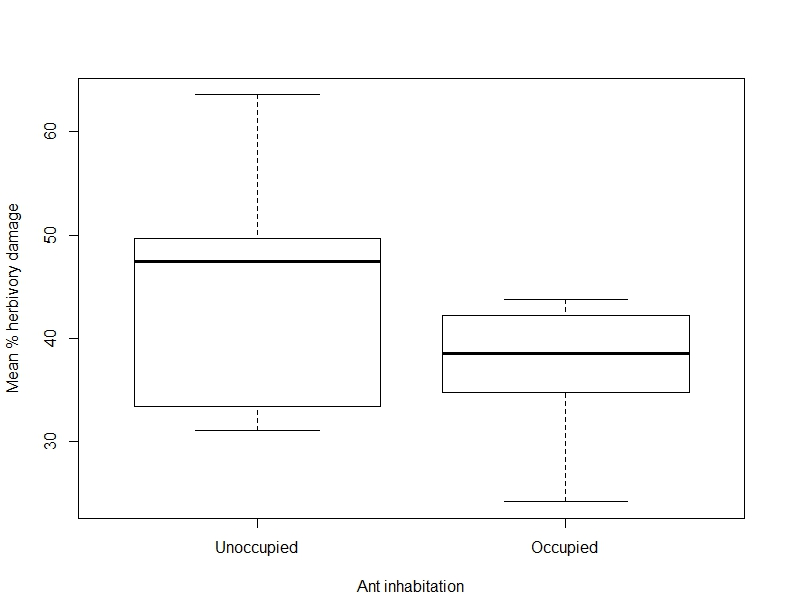 Mean % herbivory damage
60
50
40
30
Unoccupied
Occupied
Ant inhabitation